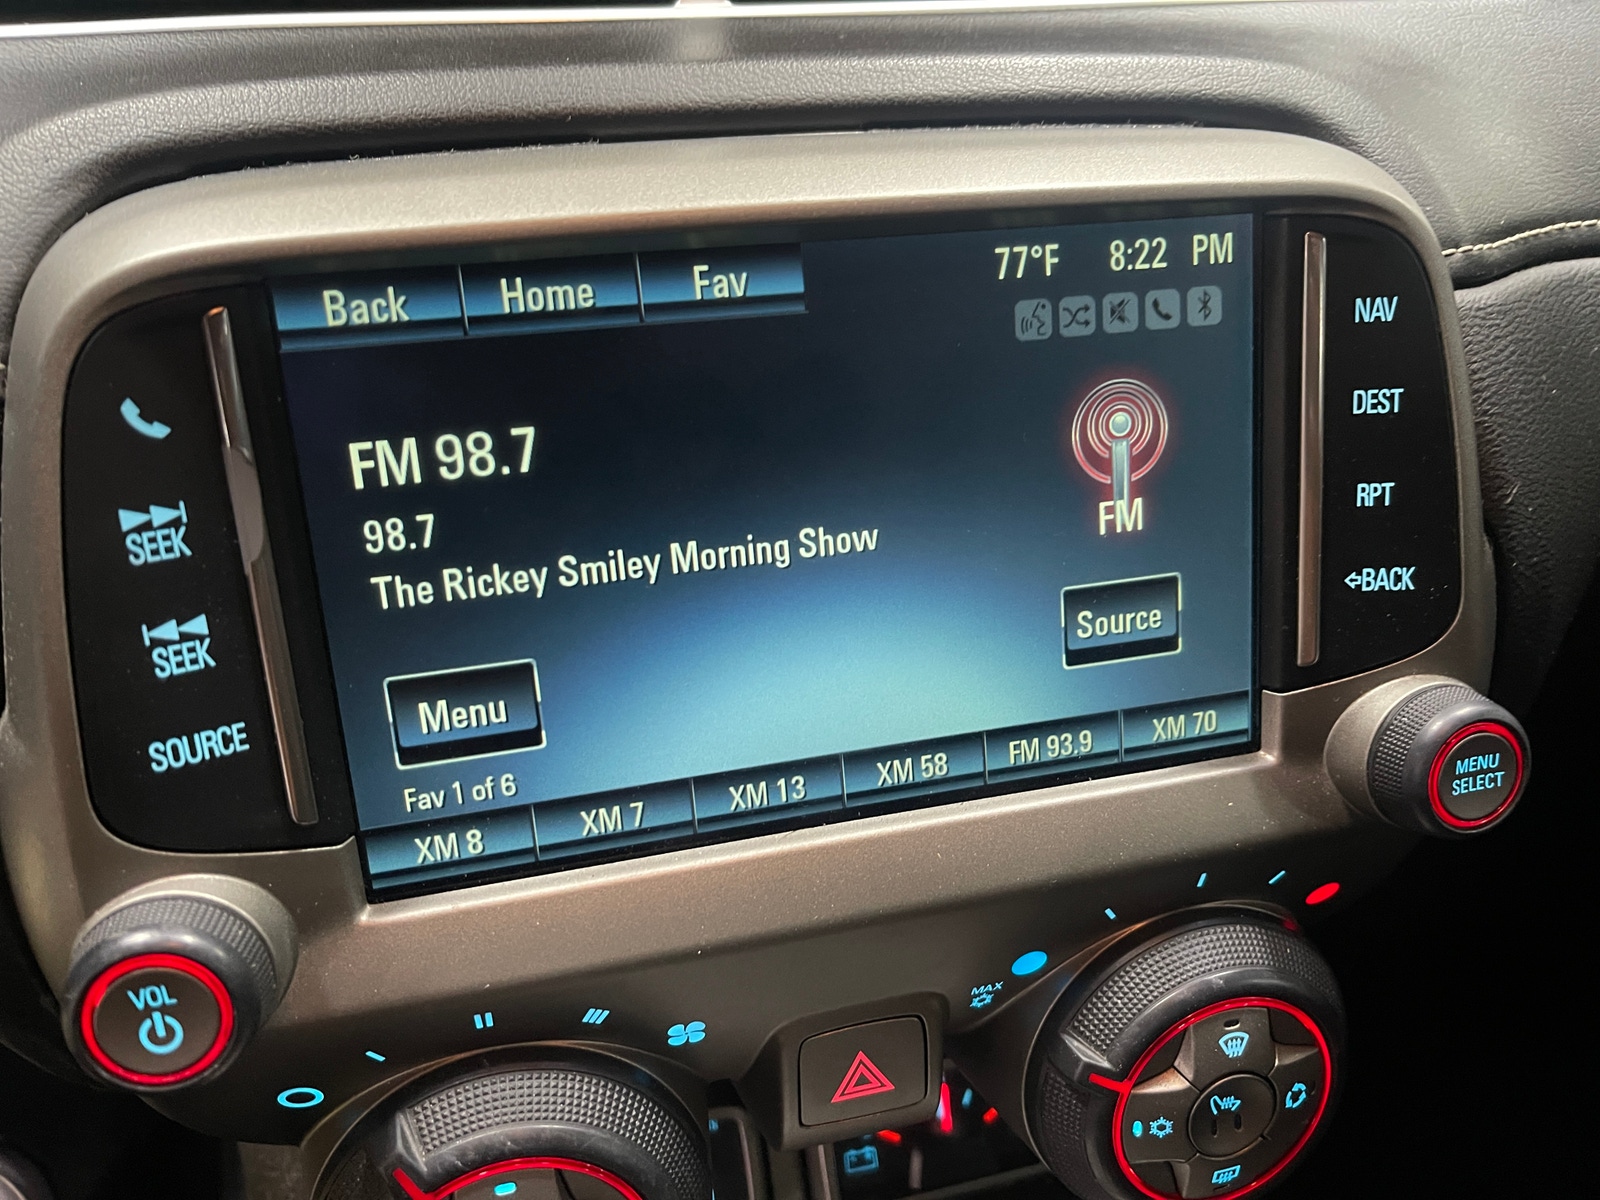 Back Home Fav 77°F 8:22 PM
FM 98.7
98.7
The Rickey Smiley Morning Show
FM
Source
Menu
Fav 1 of 6
XM 8 XM 7 XM 13 XM 58 FM 93.9 XM 70
SEEK
SEEK
SOURCE
NAV
DEST
RPT
BACK
VOL
MENU
SELECT
MAX